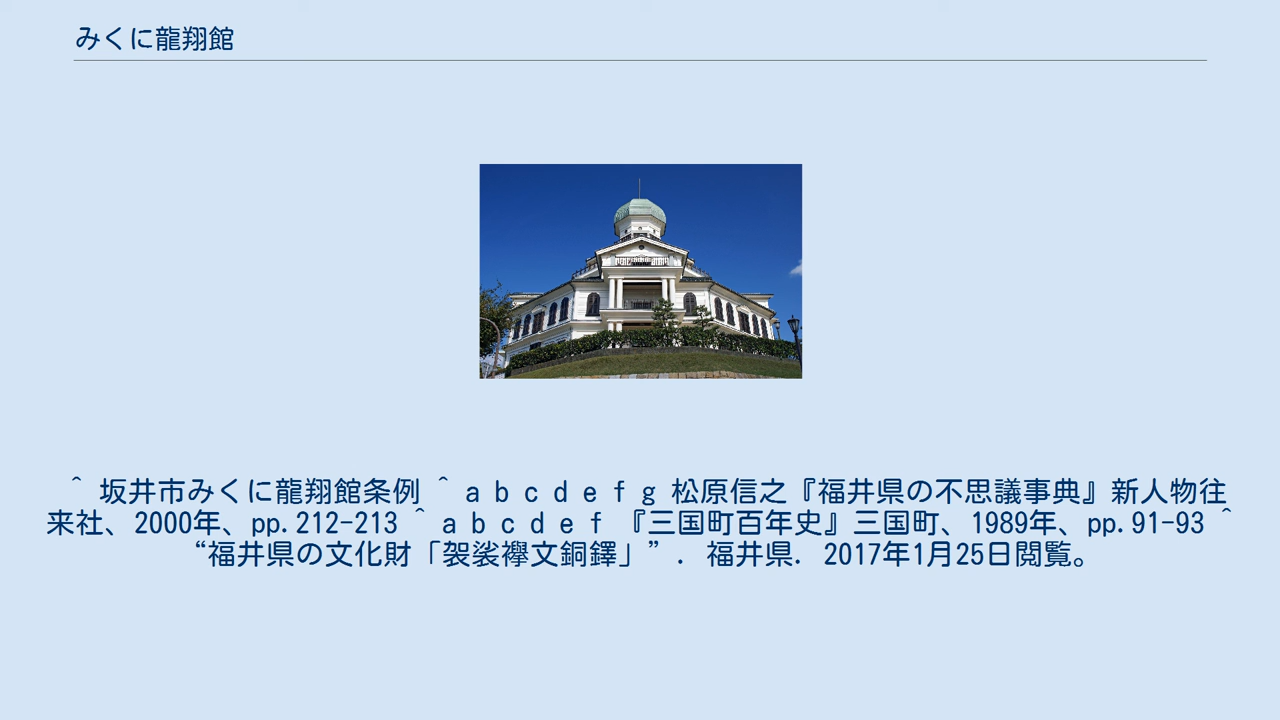 みくに龍翔館
^ 坂井市みくに龍翔館条例 ^ a b c d e f g 松原信之『福井県の不思議事典』新人物往
来社、2000年、pp.212-213 ^ a b c d e f 『三国町百年史』三国町、1989年、pp.91-93 ^
“福井県の文化財「袈裟襷文銅鐸」”. 福井県. 2017年1月25日閲覧。